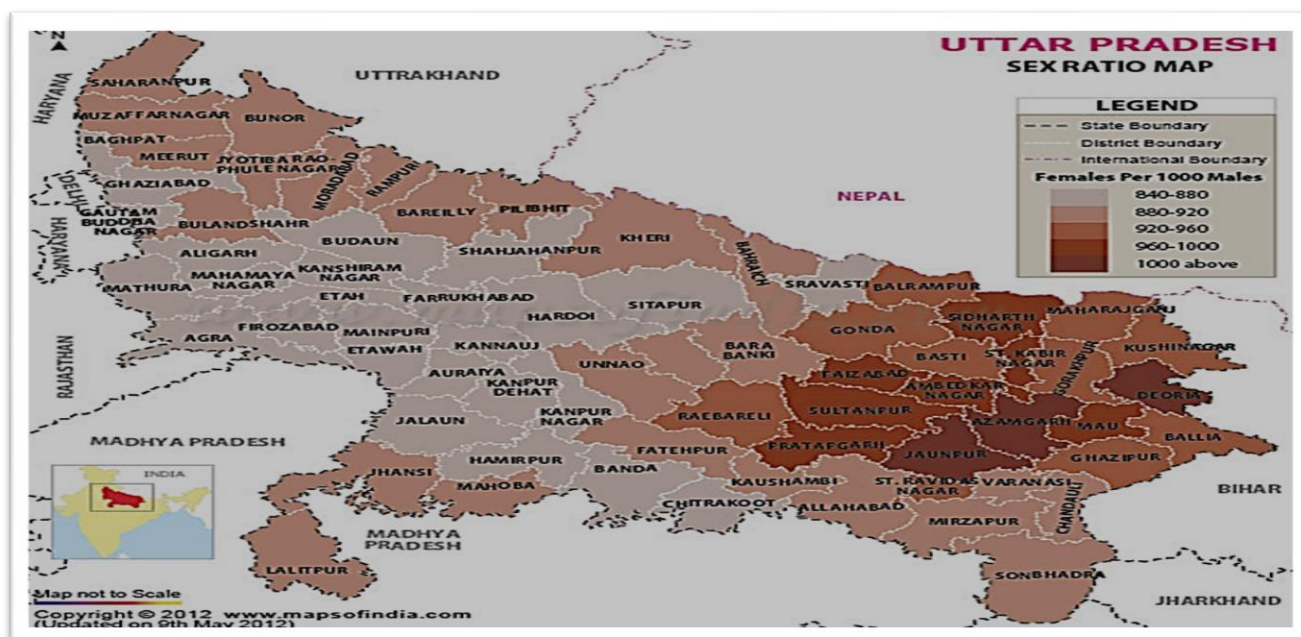 N
UTTAR PRADESH
SEX RATIO MAP
LEGEND
State Boundary
District Boundary
International Boundary
Females Per 1000 Males
840-880
880-920
920-960
960-1000
1000 above
HARYANA
UTTRAKHAND
DELHI
HARYANA
RAJASTHAN
NEPAL
SAHARANPUR
MUZAFFARNAGAR
BUNOR
BAGHPAT
MEERUT
JYOTIBA RAO-
PHULE NAGAR
MORADABAD
RAMPURI
GHAZIABAD
GAUTAM
BUDDHA
NAGAR
BULANDSHAHR
BAREILLY
PILIBHIT
BUDAUN
SHAHJAHANPUR
KHERI
BAHRAICH
ALIGARH
MATHURA
MAHAMAYA
NAGAR
KANSHIRAM
NAGAR
ETAH
FARRUKHABAD
SITAPUR
HARDOI
SRAVASTI
BALRAMPUR
AGRA
FIROZABAD
MAINPURI
ETAWAH
KANNAUJ
GONDA
SIDHARTH
NAGAR
MAHARAJGANJ
AURAIYA
KANPUR
DEHAT
UNNAO
BARA
BANKI
BASTI
ST. KABIR
NAGAR
GORAKHPUR
KUSHINAGAR
FAIZABAD
AMBEDKAR
NAGAR
DEORIA
JALAUN
KANPUR
NAGAR
RAEBARELI
SULTANPUR
AZAMGARH
MAU
BALLIA
MADHYA PRADESH
HAMIRPUR
FATEHPUR
PRATAPGARH
JAUNPUR
GHAZIPUR
JHANSI
MAHOBA
BANDA
KAUSHAMBI
ST. RAVIDAS
NAGAR
VARANASI
CHITRAKOOT
ALLAHABAD
MIRZAPUR
CHANDAULI
BIHAR
INDIA
MADHYA
PRADESH
LALITPUR
SONBHADRA
JHARKHAND
Map not to Scale
Copyright © 2012 www.mapsofindia.com
(Updated on 9th May 2012)